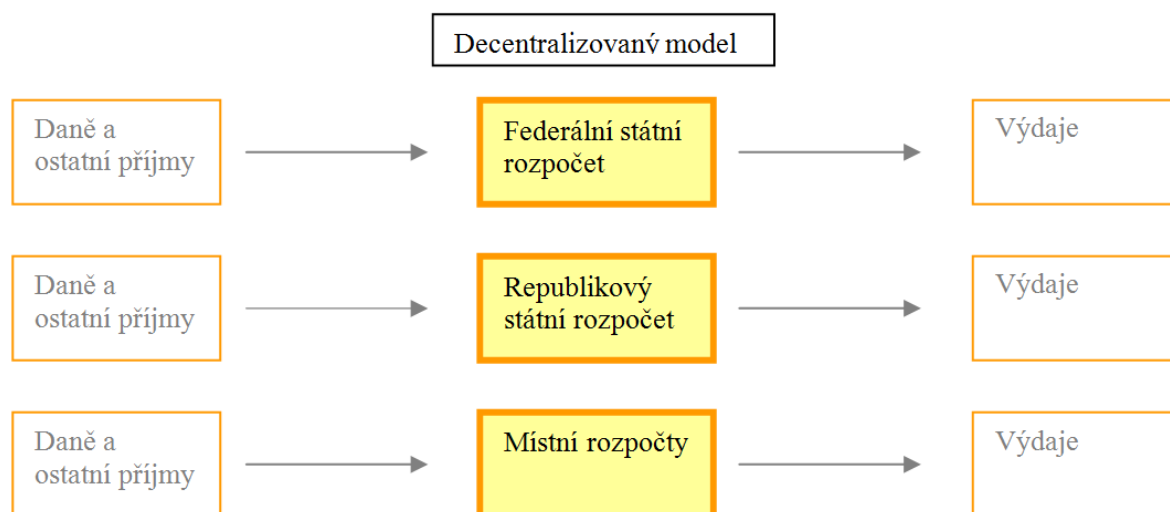 Decentralizovaný model
Daně a
ostatní příjmy
Federální státní
rozpočet
Výdaje
Daně a
ostatní příjmy
Republikový
státní rozpočet
Výdaje
Daně a
ostatní příjmy
Místní rozpočty
Výdaje